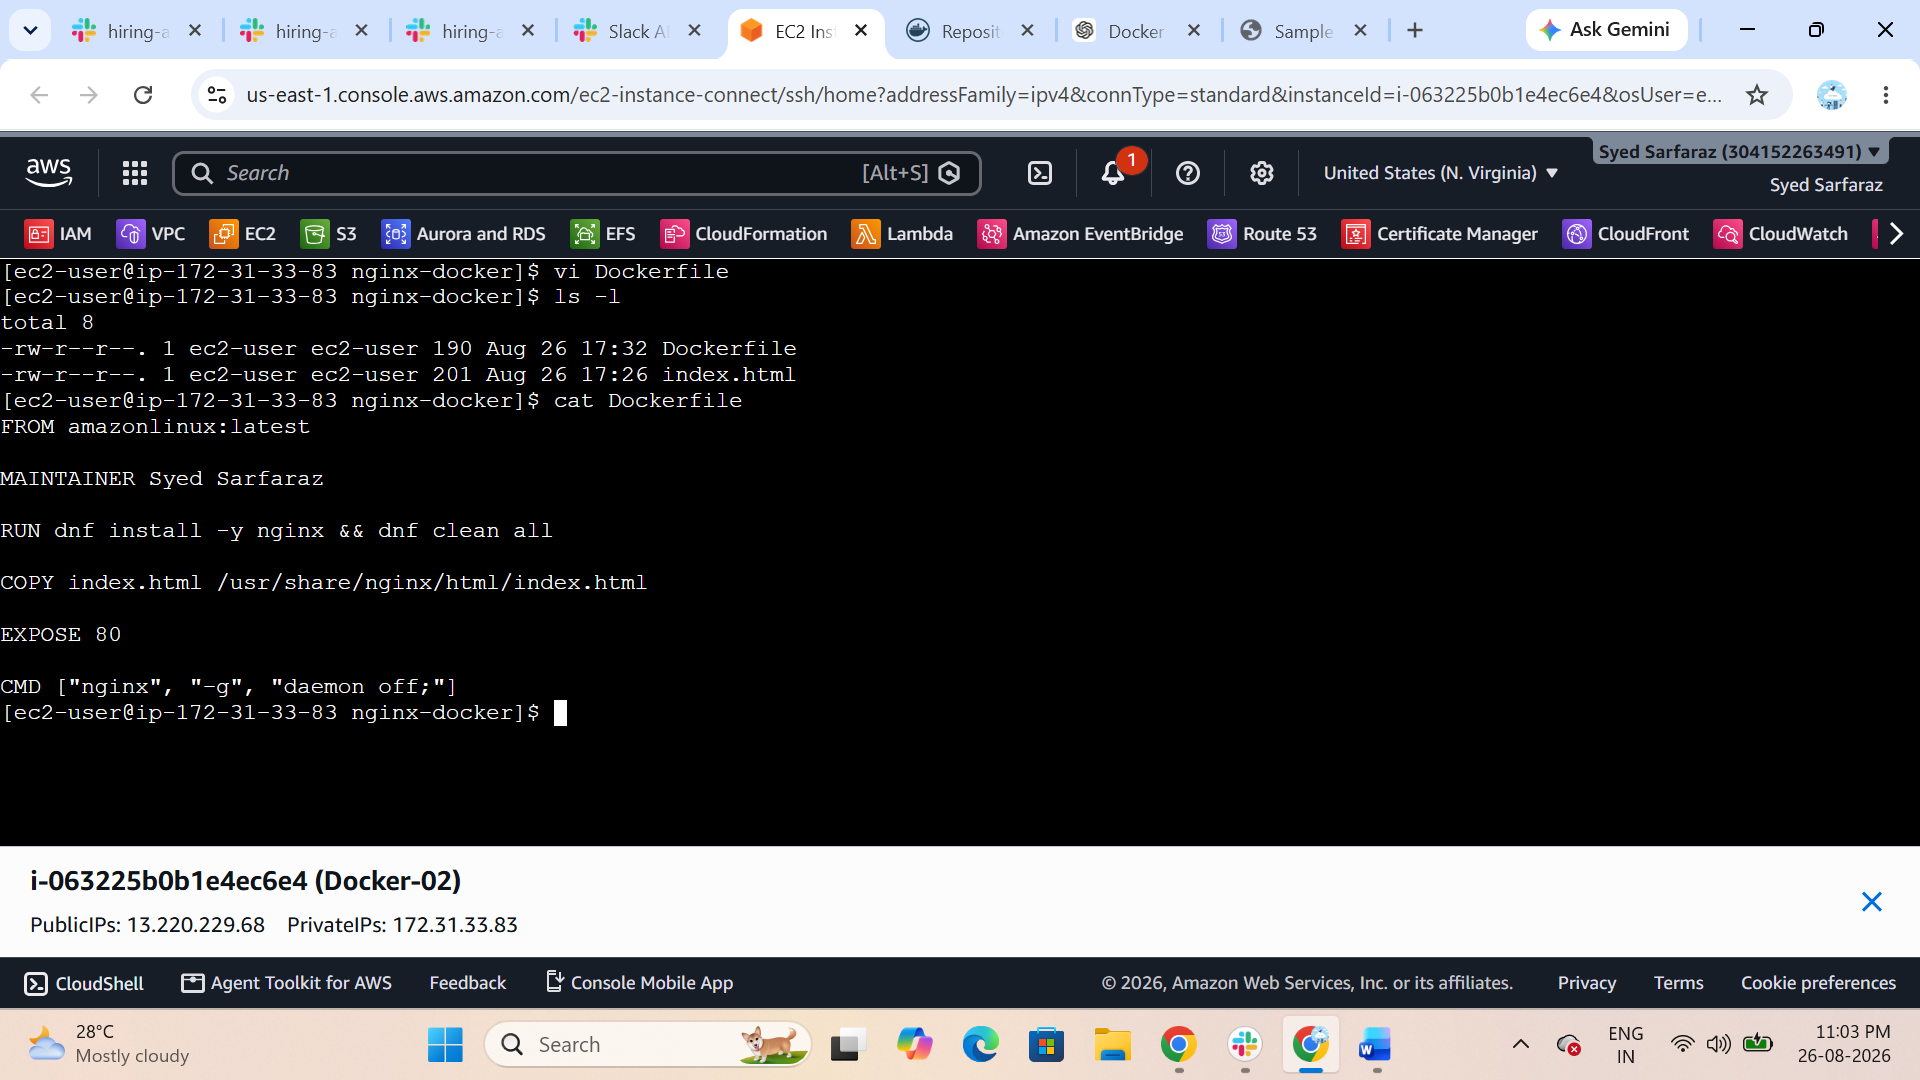 hiring-a
hiring-a
hiring-a
Slack A
EC2 Ins
Reposit
Docker
Sample
Ask Gemini
us-east-1.console.aws.amazon.com/ec2-instance-connect/ssh/home?addressFamily=ipv4&connType=standard&instanceId=i-063225b0b1e4ec6e4&osUser=e...
aws
Search
[Alt+S]
1
United States (N. Virginia) ▼
Syed Sarfaraz (304152263491) ▼
Syed Sarfaraz
IAM
VPC
EC2
S3
Aurora and RDS
EFS
CloudFormation
Lambda
Amazon EventBridge
Route 53
Certificate Manager
CloudFront
CloudWatch
[ec2-user@ip-172-31-33-83 nginx-docker]$ vi Dockerfile
[ec2-user@ip-172-31-33-83 nginx-docker]$ ls -l
total 8
-rw-r--r--. 1 ec2-user ec2-user 190 Aug 26 17:32 Dockerfile
-rw-r--r--. 1 ec2-user ec2-user 201 Aug 26 17:26 index.html
[ec2-user@ip-172-31-33-83 nginx-docker]$ cat Dockerfile
FROM amazonlinux:latest
MAINTAINER Syed Sarfaraz
RUN dnf install -y nginx && dnf clean all
COPY index.html /usr/share/nginx/html/index.html
EXPOSE 80
CMD ["nginx", "-g", "daemon off;"]
[ec2-user@ip-172-31-33-83 nginx-docker]$
i-063225b0b1e4ec6e4 (Docker-02)
PublicIPs: 13.220.229.68 PrivateIPs: 172.31.33.83
CloudShell
Agent Toolkit for AWS
Feedback
Console Mobile App
© 2026, Amazon Web Services, Inc. or its affiliates.
Privacy
Terms
Cookie preferences
28°C
Mostly cloudy
Search
ENG
IN
11:03 PM
26-08-2026